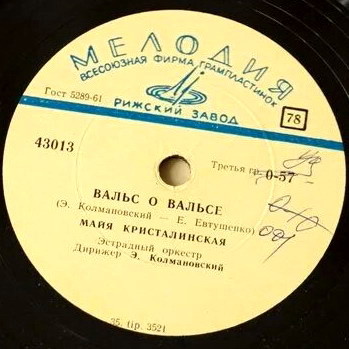 МЕЛОДИЯ
ВСЕСОЮЗНАЯ ФИРМА ГРАМПЛАСТИНОК
Гост 5289-61
РИЖСКИЙ ЗАВОД
78
43013
Третья гр. 0-57
ВАЛЬС О ВАЛЬСЕ
(Э. Колмановский — Е. Евтушенко)
МАЙЯ КРИСТАЛИНСКАЯ
Эстрадный оркестр
Дирижер Э. Колмановский